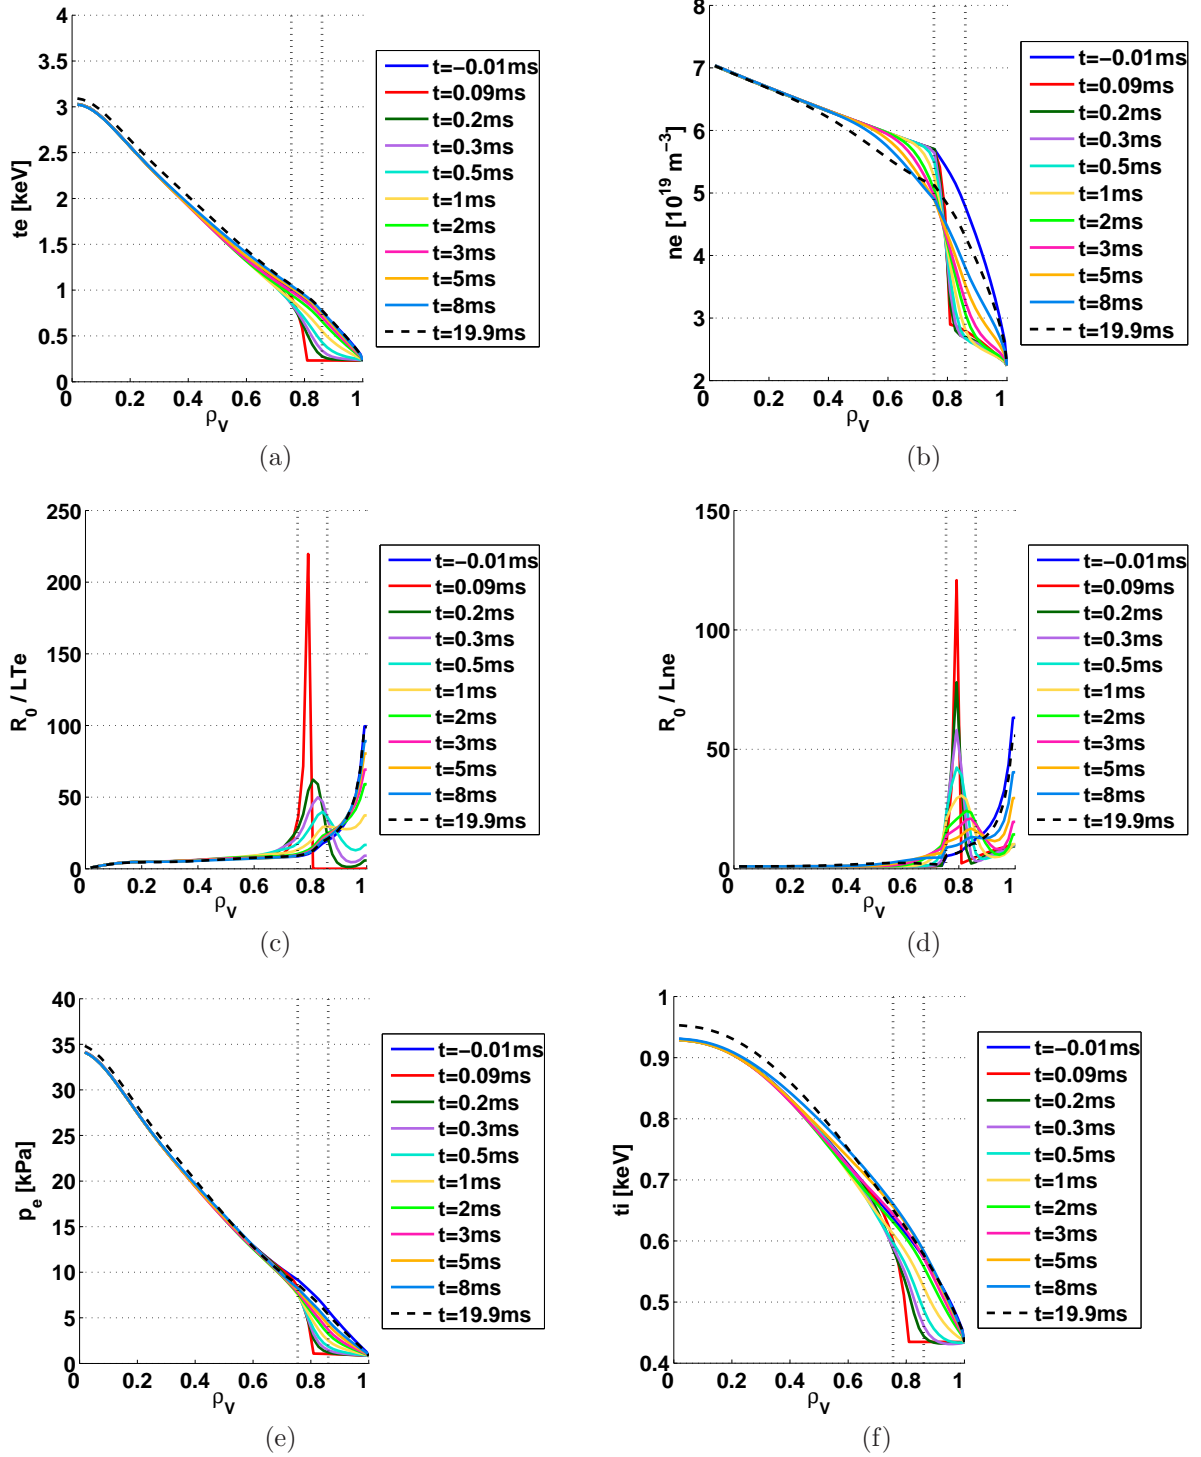 4
3.5
3
2.5
2
1.5
1
0.5
0
te [keV]
0 0.2 0.4 0.6 0.8 1
ρV
t=−0.01ms
t=0.09ms
t=0.2ms
t=0.3ms
t=0.5ms
t=1ms
t=2ms
t=3ms
t=5ms
t=8ms
t=19.9ms
(a)
8
7
6
5
4
3
2
ne [10^19 m^−3]
0 0.2 0.4 0.6 0.8 1
ρV
t=−0.01ms
t=0.09ms
t=0.2ms
t=0.3ms
t=0.5ms
t=1ms
t=2ms
t=3ms
t=5ms
t=8ms
t=19.9ms
(b)
250
200
150
100
50
0
R0 / LTe
0 0.2 0.4 0.6 0.8 1
ρV
t=−0.01ms
t=0.09ms
t=0.2ms
t=0.3ms
t=0.5ms
t=1ms
t=2ms
t=3ms
t=5ms
t=8ms
t=19.9ms
(c)
150
100
50
0
R0 / Lne
0 0.2 0.4 0.6 0.8 1
ρV
t=−0.01ms
t=0.09ms
t=0.2ms
t=0.3ms
t=0.5ms
t=1ms
t=2ms
t=3ms
t=5ms
t=8ms
t=19.9ms
(d)
40
35
30
25
20
15
10
5
0
pe [kPa]
0 0.2 0.4 0.6 0.8 1
ρV
t=−0.01ms
t=0.09ms
t=0.2ms
t=0.3ms
t=0.5ms
t=1ms
t=2ms
t=3ms
t=5ms
t=8ms
t=19.9ms
(e)
1
0.9
0.8
0.7
0.6
0.5
0.4
ti [keV]
0 0.2 0.4 0.6 0.8 1
ρV
t=−0.01ms
t=0.09ms
t=0.2ms
t=0.3ms
t=0.5ms
t=1ms
t=2ms
t=3ms
t=5ms
t=8ms
t=19.9ms
(f)